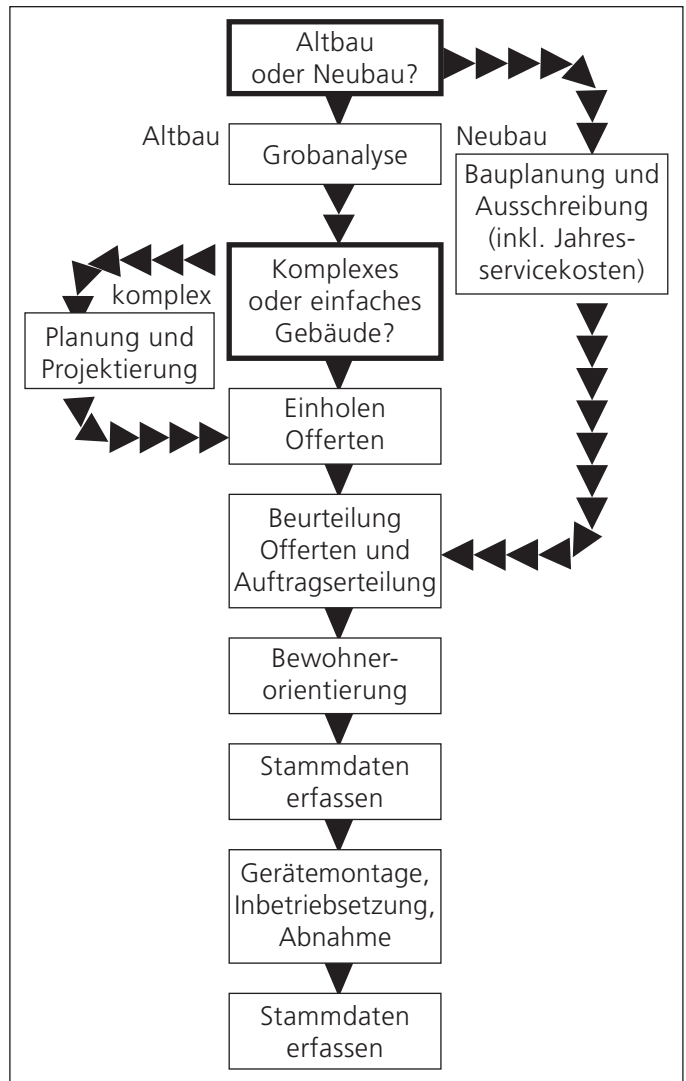 Altbau
oder Neubau?
Altbau
Grobanalyse
Neubau
Bauplanung und
Ausschreibung
(inkl. Jahres-
servicekosten)
Komplexes
oder einfaches
Gebäude?
komplex
Planung und
Projektierung
Einholen
Offerten
Beurteilung
Offerten und
Auftragserteilung
Bewohner-
orientierung
Stammdaten
erfassen
Gerätemontage,
Inbetriebsetzung,
Abnahme
Stammdaten
erfassen